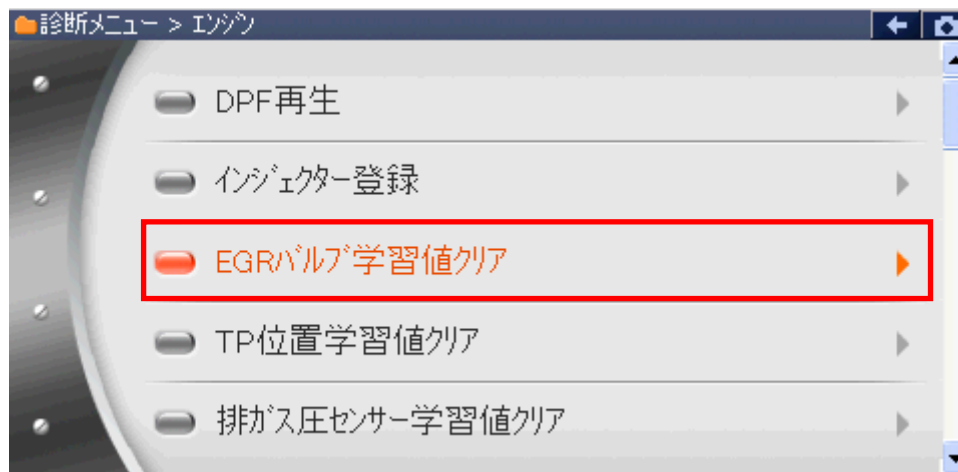 診断メニュー > エンジン
DPF再生
インジェクター登録
EGRバルブ学習値クリア
TP位置学習値クリア
排ガス圧センサー学習値クリア